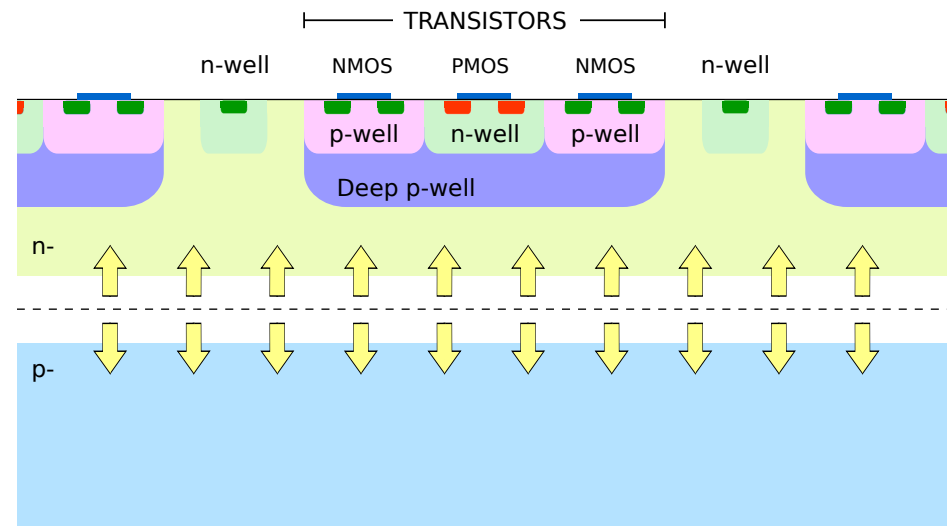 TRANSISTORS
n-well NMOS PMOS NMOS n-well
p-well n-well p-well
Deep p-well
n-
p-